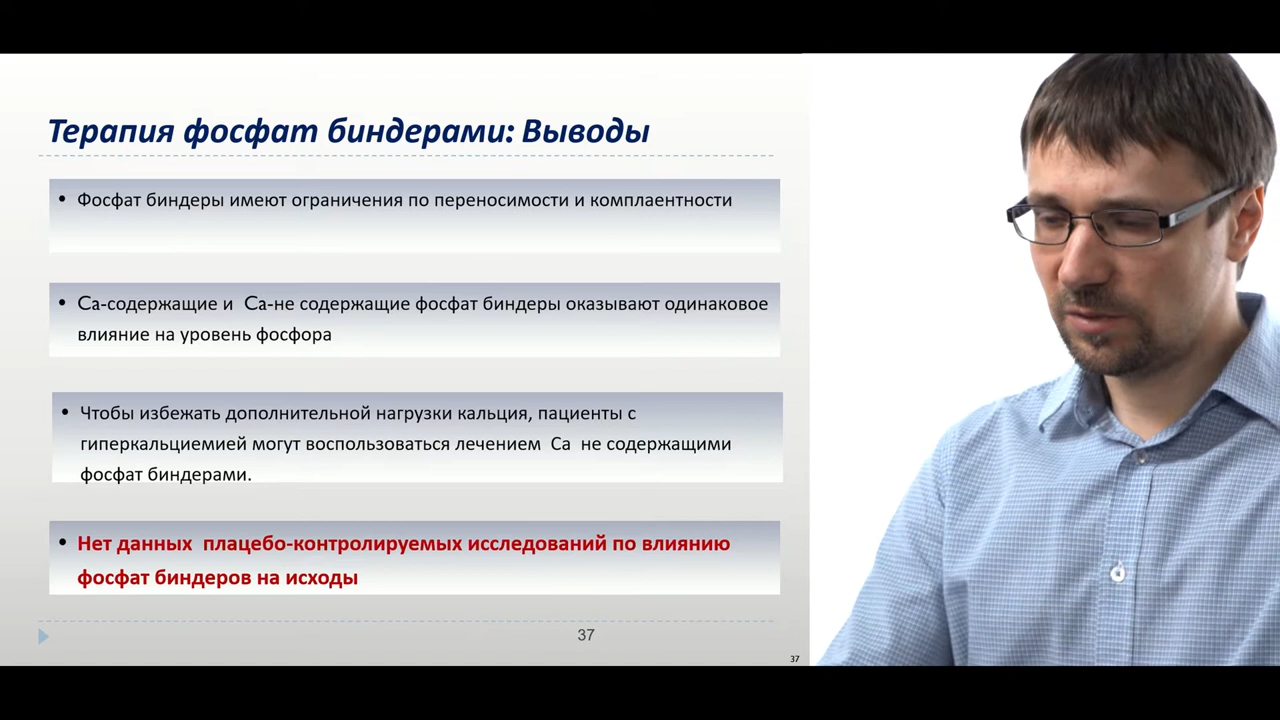 Терапия фосфат биндерами: Выводы
• Фосфат биндеры имеют ограничения по переносимости и комплаентности
• Са-содержащие и Са-не содержащие фосфат биндеры оказывают одинаковое
влияние на уровень фосфора
• Чтобы избежать дополнительной нагрузки кальция, пациенты с
гиперкальциемией могут воспользоваться лечением Са не содержащими
фосфат биндерами.
• Нет данных плацебо-контролируемых исследований по влиянию
фосфат биндеров на исходы
37
37